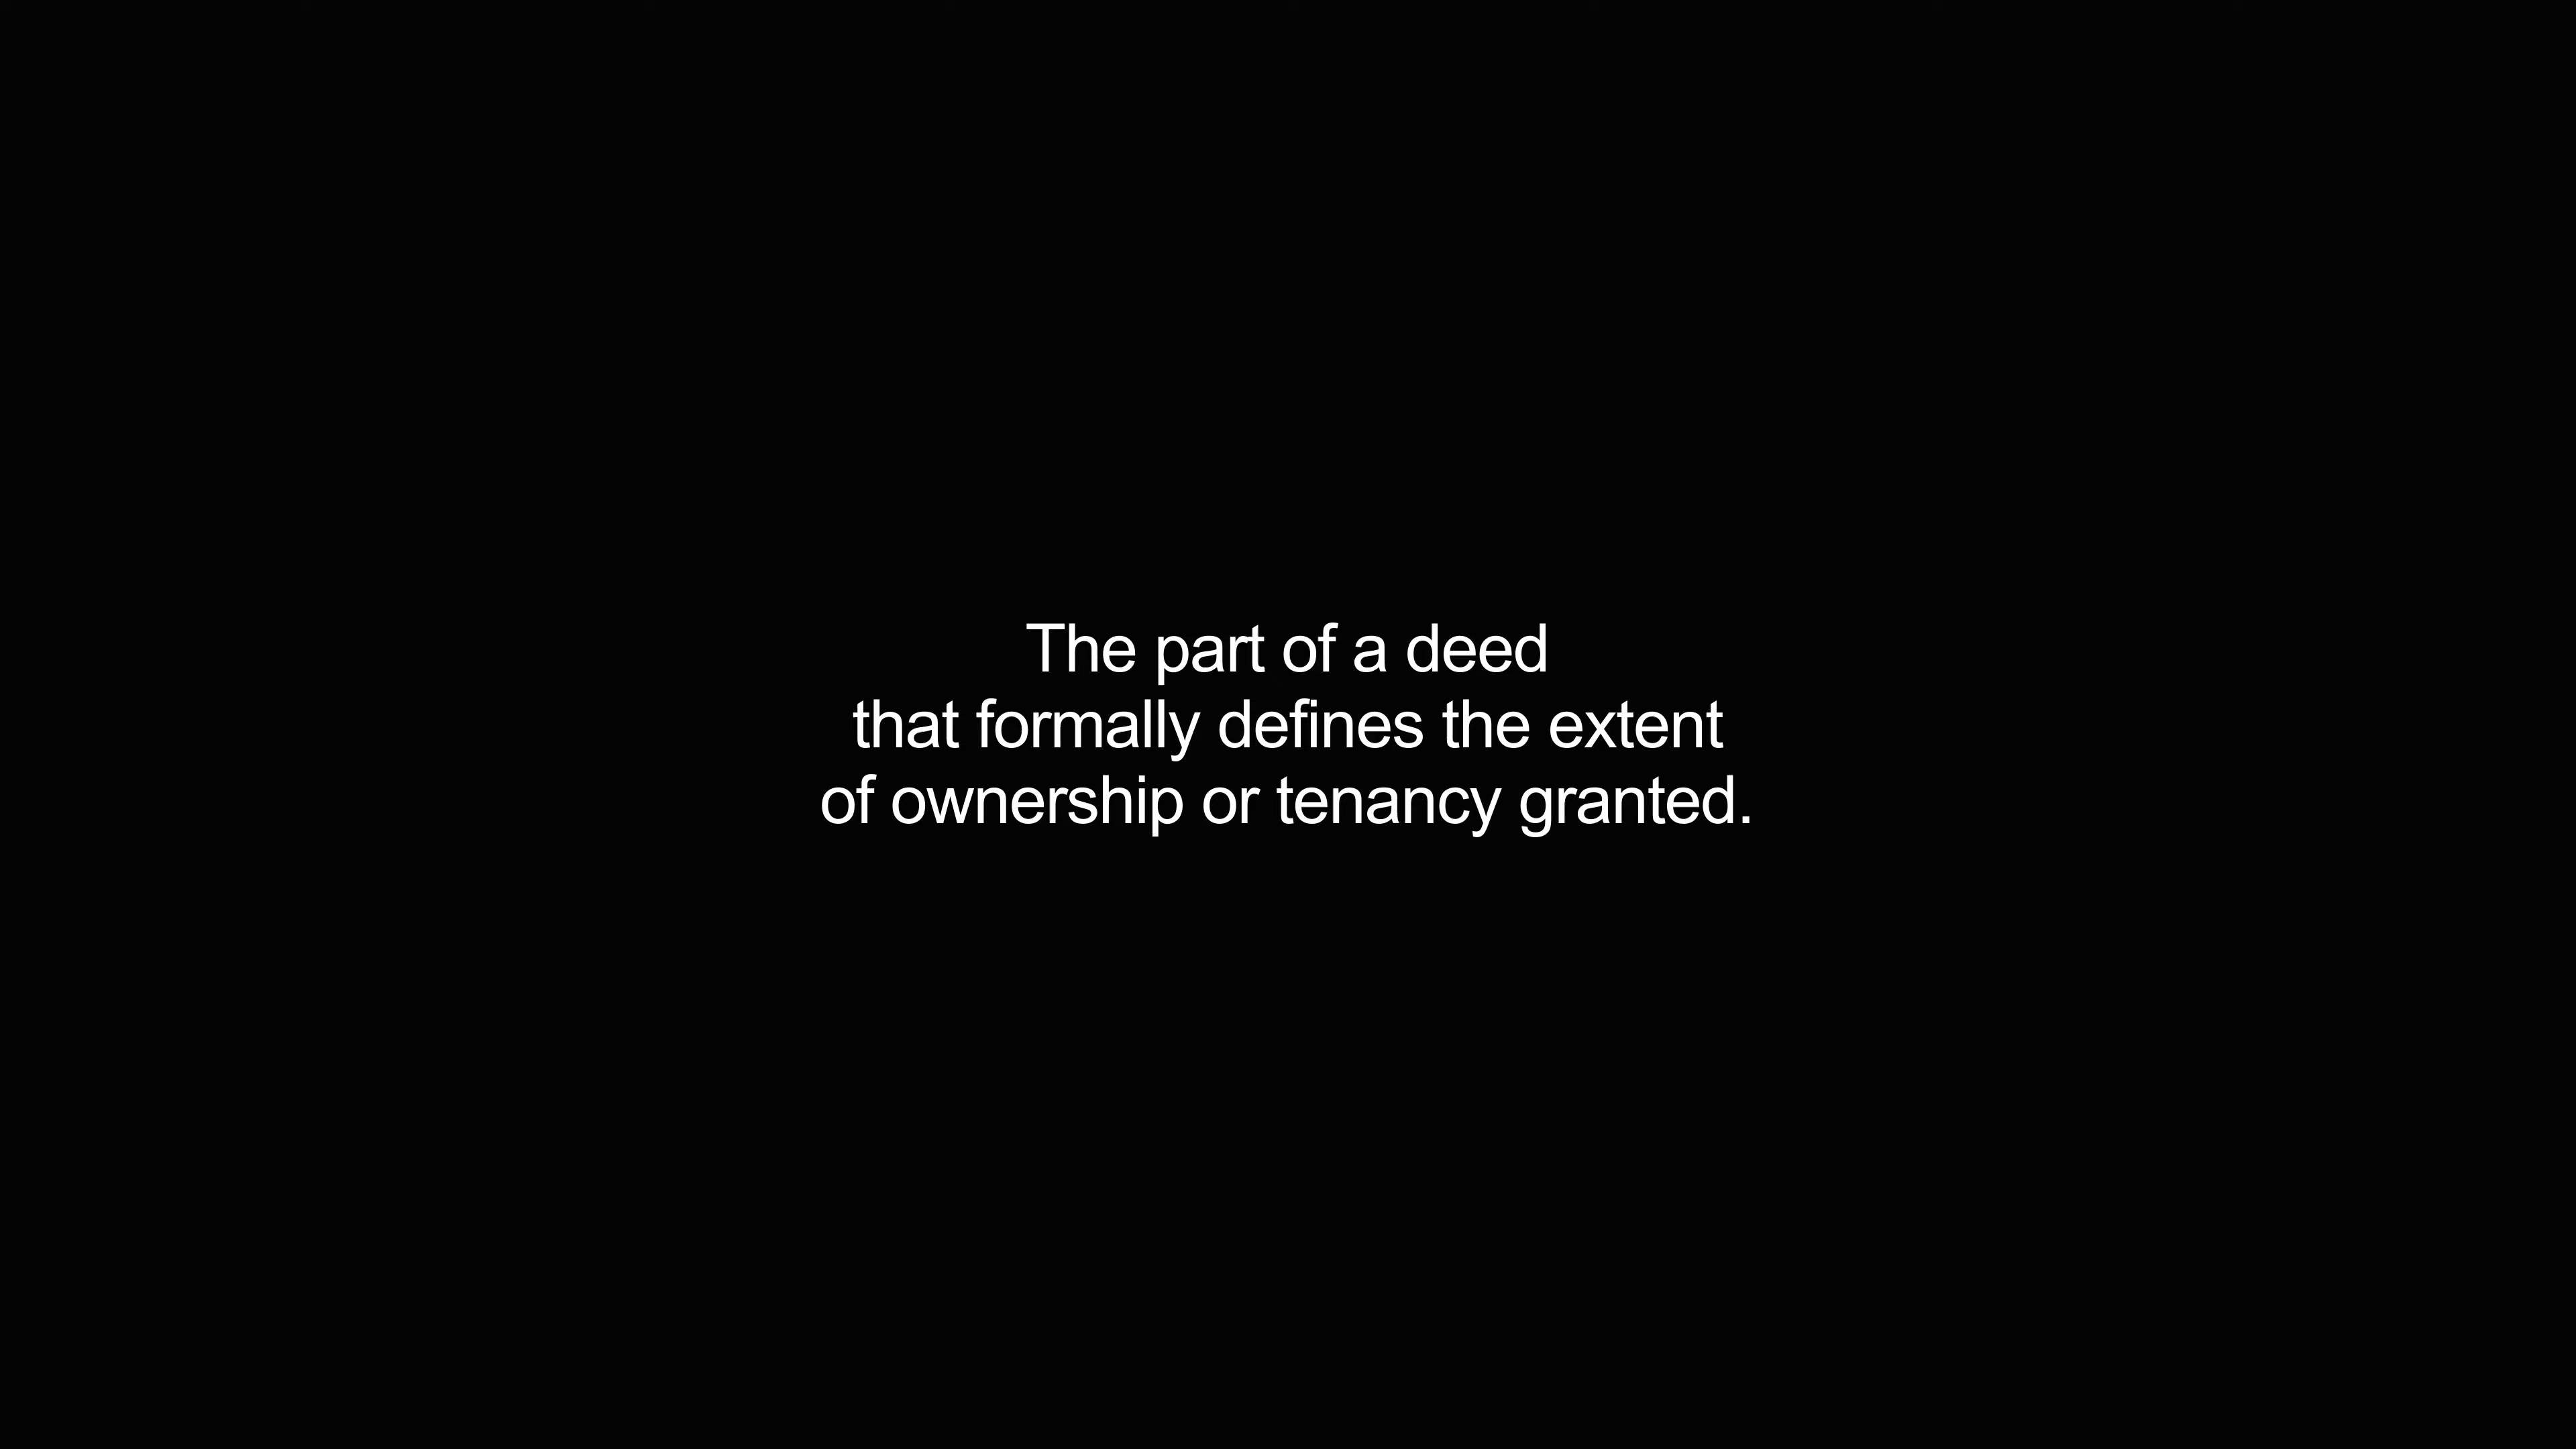 The part of a deed
that formally defines the extent
of ownership or tenancy granted.